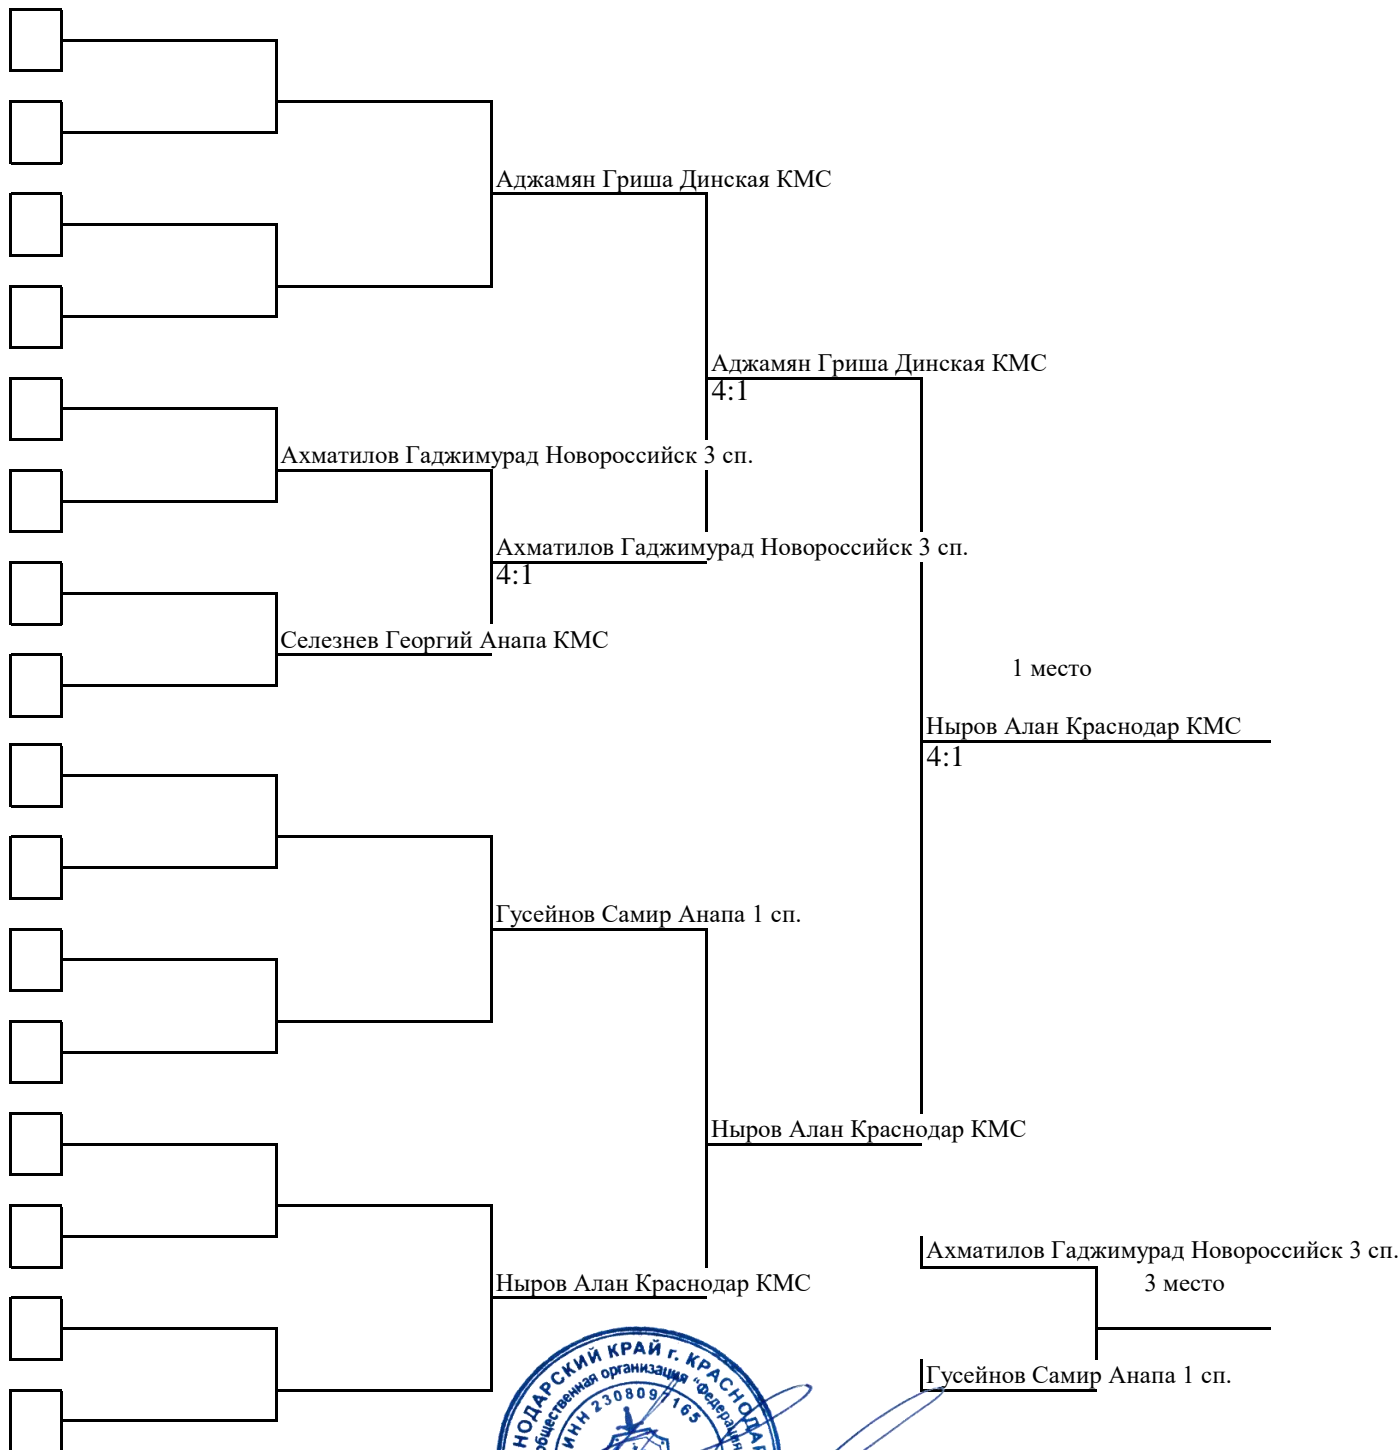 Аджамян Гриша Динская КМС
Аджамян Гриша Динская КМС
4:1
Ахматилов Гаджимурад Новороссийск 3 сп.
Ахматилов Гаджимурад Новороссийск 3 сп.
4:1
Селезнев Георгий Анапа КМС
1 место
Ныров Алан Краснодар КМС
4:1
Гусейнов Самир Анапа 1 сп.
Ныров Алан Краснодар КМС
Ахматилов Гаджимурад Новороссийск 3 сп.
Ныров Алан Краснодар КМС
3 место
Гусейнов Самир Анапа 1 сп.
КРАЙ г.
общественная организация "Федерация
ИНН